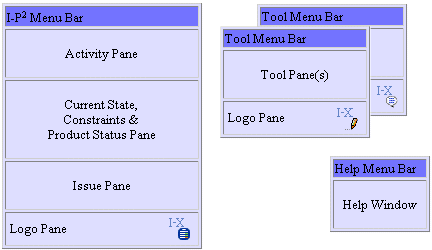 I-P² Menu Bar
Activity Pane
Current State,
Constraints &
Product Status Pane
Issue Pane
Logo Pane
I-X
Tool Menu Bar
I-X
Tool Menu Bar
Tool Pane(s)
Logo Pane
I-X
Help Menu Bar
Help Window